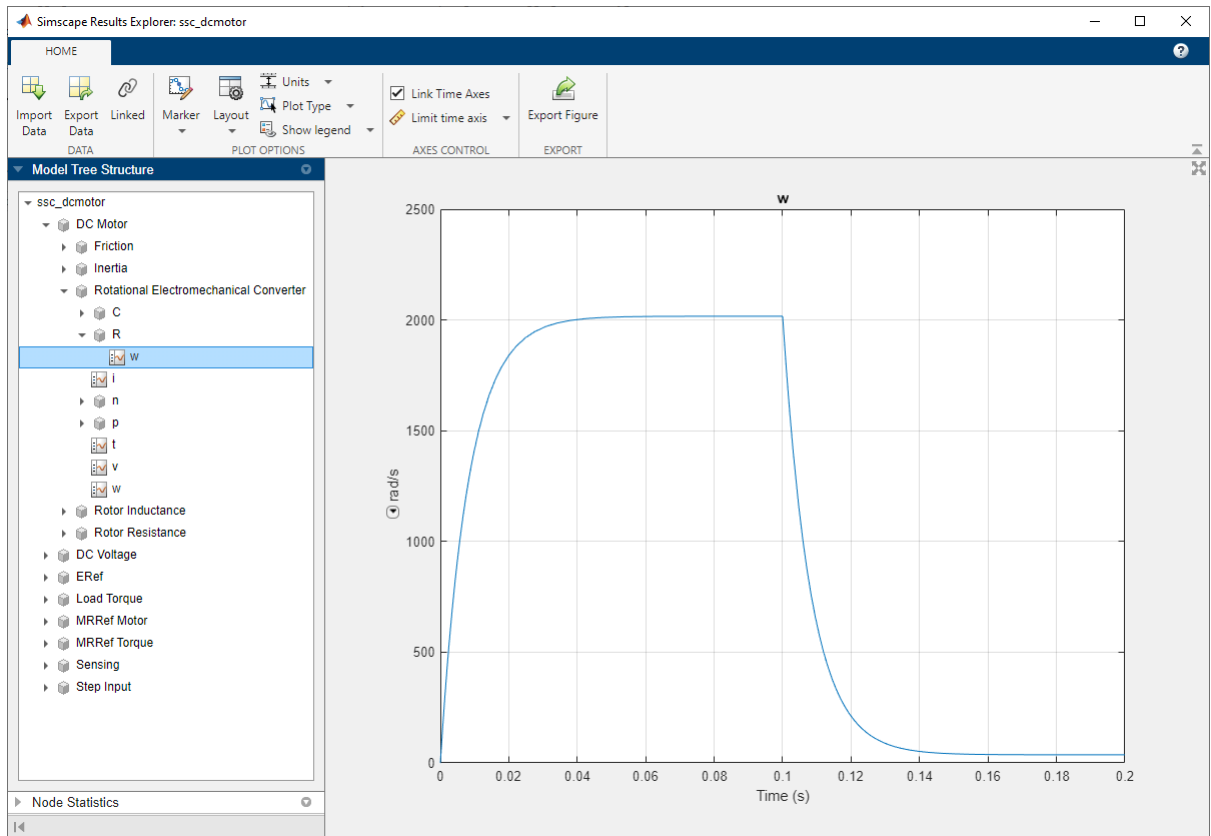 Simscape Results Explorer: ssc_dcmotor
HOME
?
Import Data
Export Data
Linked
Marker
Layout
Units
Plot Type
Show legend
Link Time Axes
Limit time axis
Export Figure
DATA
PLOT OPTIONS
AXES CONTROL
EXPORT
Model Tree Structure
ssc_dcmotor
DC Motor
Friction
Inertia
Rotational Electromechanical Converter
C
R
w
i
n
p
t
v
w
Rotor Inductance
Rotor Resistance
DC Voltage
ERef
Load Torque
MRRef Motor
MRRef Torque
Sensing
Step Input
Node Statistics
w
2500
2000
1500
1000
500
0
rad/s
0 0.02 0.04 0.06 0.08 0.1 0.12 0.14 0.16 0.18 0.2
Time (s)